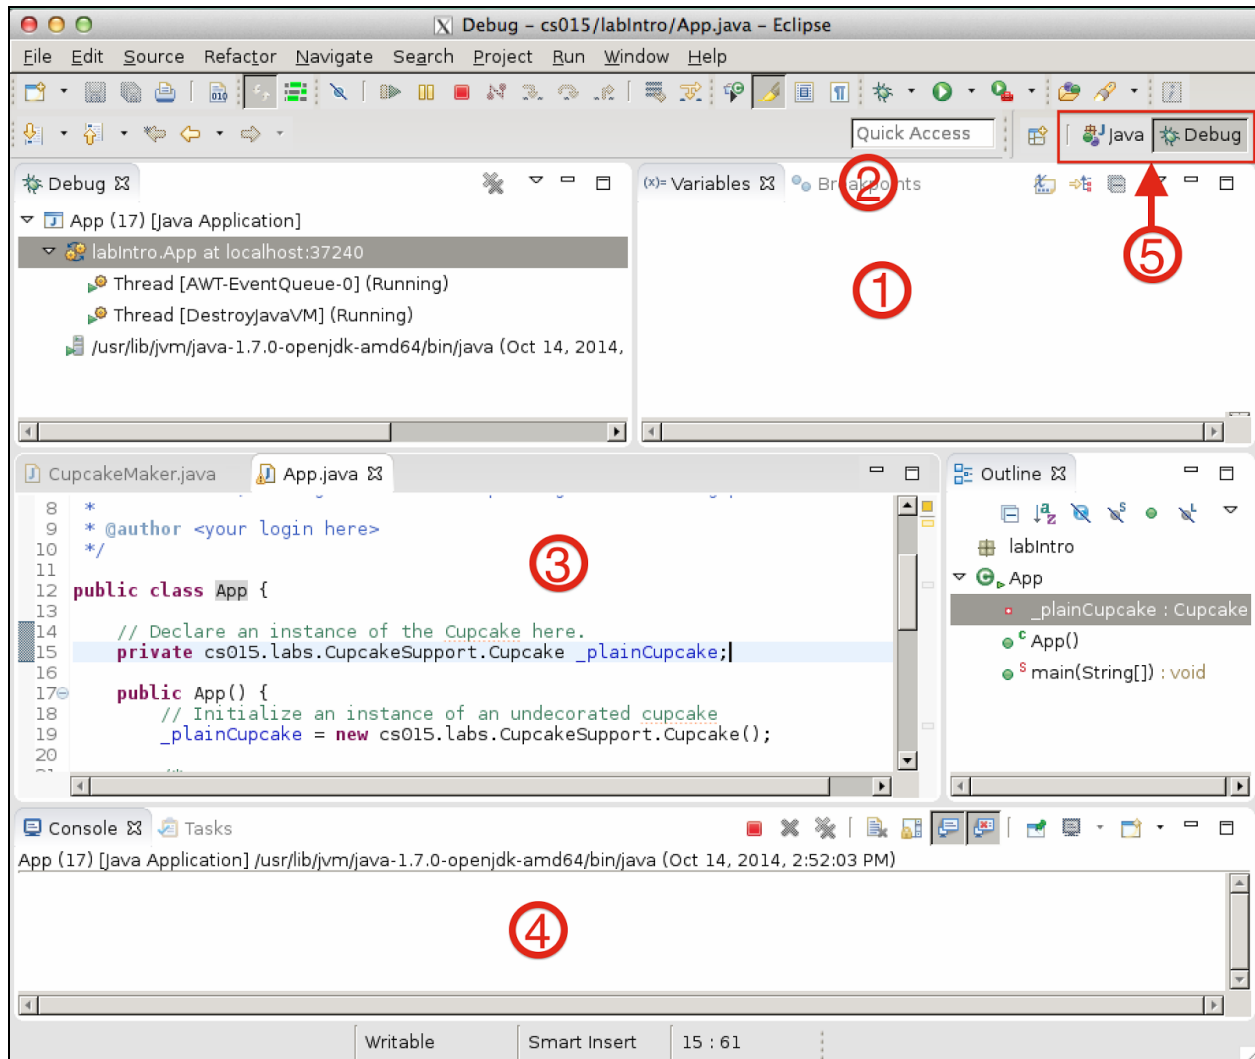 Debug – cs015/labIntro/App.java – Eclipse
File Edit Source Refactor Navigate Search Project Run Window Help
Quick Access Java Debug
Debug (x)= Variables Breakpoints
2
5
App (17) [Java Application]
labIntro.App at localhost:37240
Thread [AWT-EventQueue-0] (Running)
1
Thread [DestroyJavaVM] (Running)
/usr/lib/jvm/java-1.7.0-openjdk-amd64/bin/java (Oct 14, 2014,
CupcakeMaker.java App.java Outline
8 *
9 * @author <your login here>
10 */
11
12 public class App {
13
14 // Declare an instance of the Cupcake here.
15 private cs015.labs.CupcakeSupport.Cupcake _plainCupcake;
16
17 public App() {
18 // Initialize an instance of an undecorated cupcake
19 _plainCupcake = new cs015.labs.CupcakeSupport.Cupcake();
20
3
labIntro
App
_plainCupcake : Cupcake
App()
main(String[]) : void
Console Tasks
App (17) [Java Application] /usr/lib/jvm/java-1.7.0-openjdk-amd64/bin/java (Oct 14, 2014, 2:52:03 PM)
4
Writable Smart Insert 15 : 61